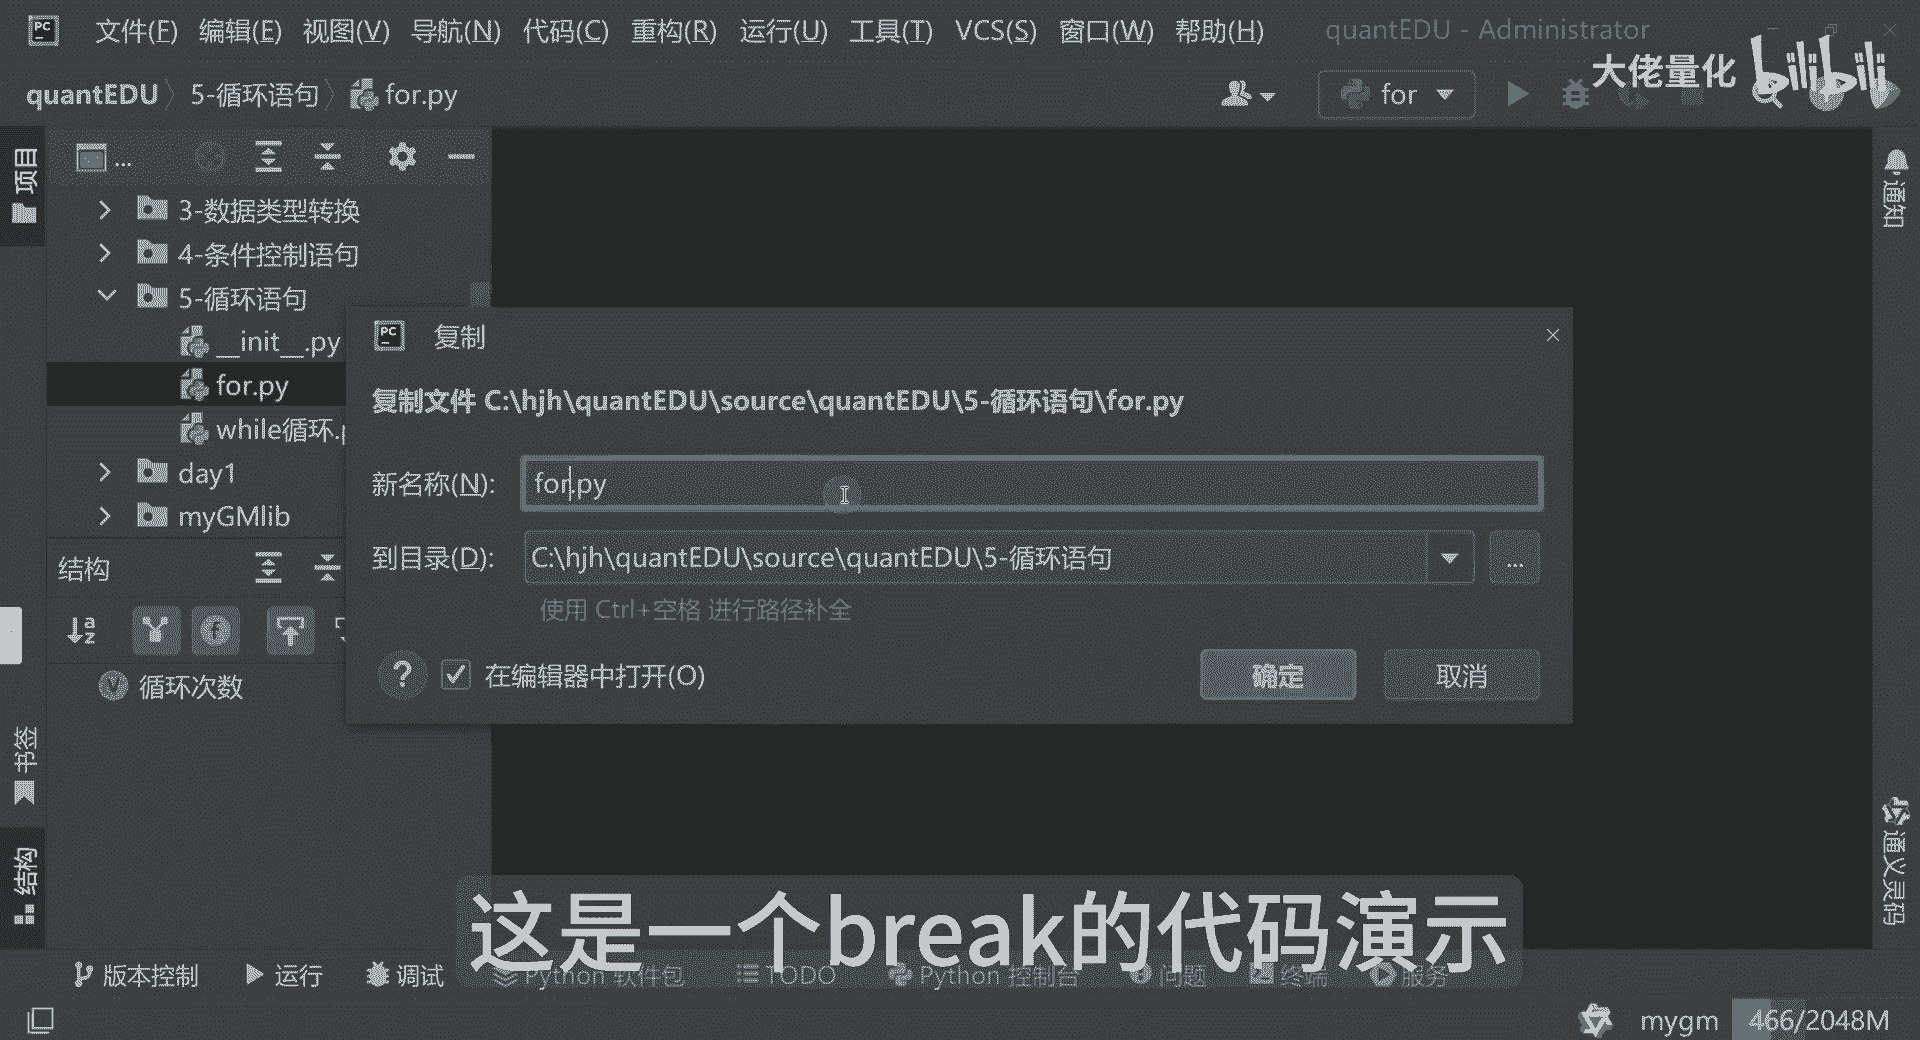 文件(F) 编辑(E) 视图(V) 导航(N) 代码(C) 重构(R) 运行(U) 工具(T) VCS(S) 窗口(W) 帮助(H) quantEDU - Administrator
大佬量化 bilibili
quantEDU 5-循环语句 for.py for
项目
...
通知
3-数据类型转换
4-条件控制语句
5-循环语句
__init__.py
for.py
while循环.
day1
myGMlib
复制
复制文件 C:\hjh\quantEDU\source\quantEDU\5-循环语句\for.py
新名称(N): for.py
到目录(D): C:\hjh\quantEDU\source\quantEDU\5-循环语句
...
使用 Ctrl+空格 进行路径补全
? 在编辑器中打开(O) 确定 取消
结构
循环次数
书签
结构
通义灵码
这是一个break的代码演示
版本控制 运行 调试 Python 软件包 TODO Python 控制台 问题 终端 服务
mygm 466/2048M